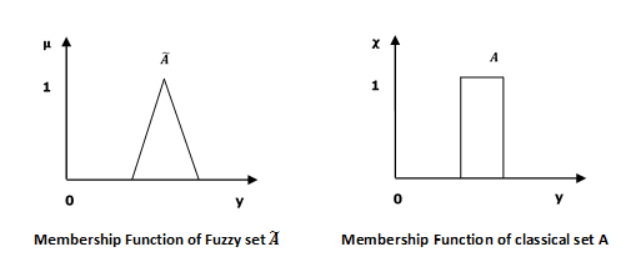 μ
Ã
1
0
y
Membership Function of Fuzzy set Ã
χ
A
1
0
y
Membership Function of classical set A